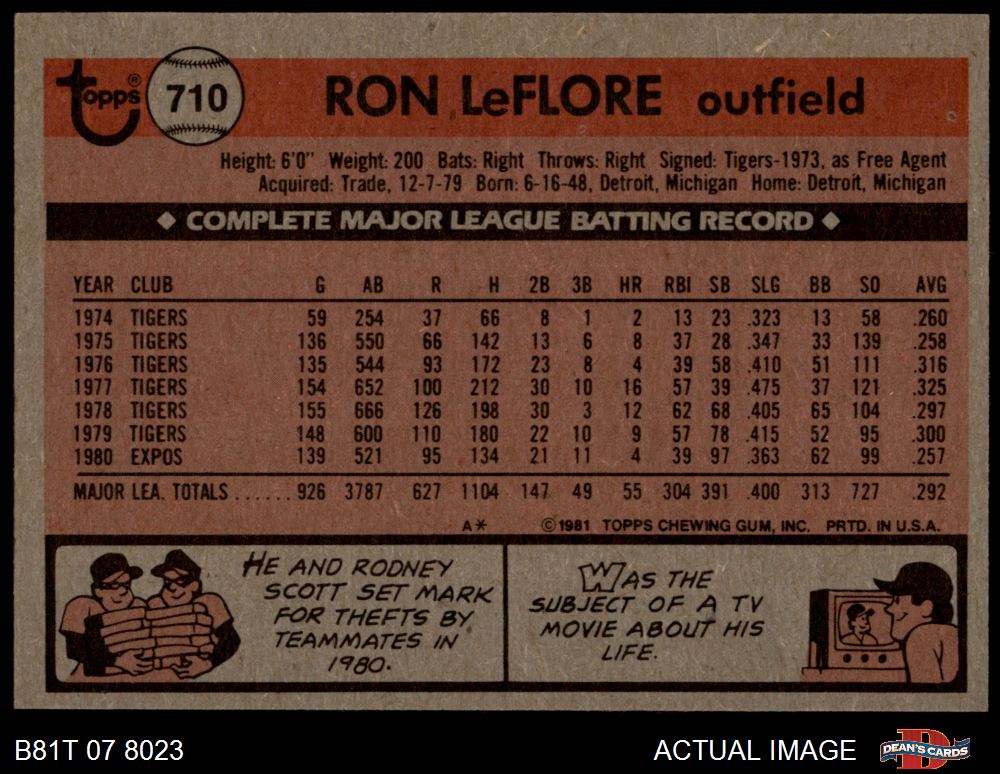 topps® 710 RON LeFLORE outfield
Height: 6'0" Weight: 200 Bats: Right Throws: Right Signed: Tigers-1973, as Free Agent
Acquired: Trade, 12-7-79 Born: 6-16-48, Detroit, Michigan Home: Detroit, Michigan
◆ COMPLETE MAJOR LEAGUE BATTING RECORD ◆
YEAR CLUB G AB R H 2B 3B HR RBI SB SLG BB SO AVG
1974 TIGERS 59 254 37 66 8 1 2 13 23 .323 13 58 .260
1975 TIGERS 136 550 66 142 13 6 8 37 28 .347 33 139 .258
1976 TIGERS 135 544 93 172 23 8 4 39 58 .410 51 111 .316
1977 TIGERS 154 652 100 212 30 10 16 57 39 .475 37 121 .325
1978 TIGERS 155 666 126 198 30 3 12 62 68 .405 65 104 .297
1979 TIGERS 148 600 110 180 22 10 9 57 78 .415 52 95 .300
1980 EXPOS 139 521 95 134 21 11 4 39 97 .363 62 99 .257
MAJOR LEA. TOTALS ...... 926 3787 627 1104 147 49 55 304 391 .400 313 727 .292
A* ©1981 TOPPS CHEWING GUM, INC. PRTD. IN U.S.A.
HE AND RODNEY
SCOTT SET MARK
FOR THEFTS BY
TEAMMATES IN
1980.
WAS THE
SUBJECT OF A TV
MOVIE ABOUT HIS
LIFE.
B81T 07 8023 ACTUAL IMAGE DEAN'S CARDS